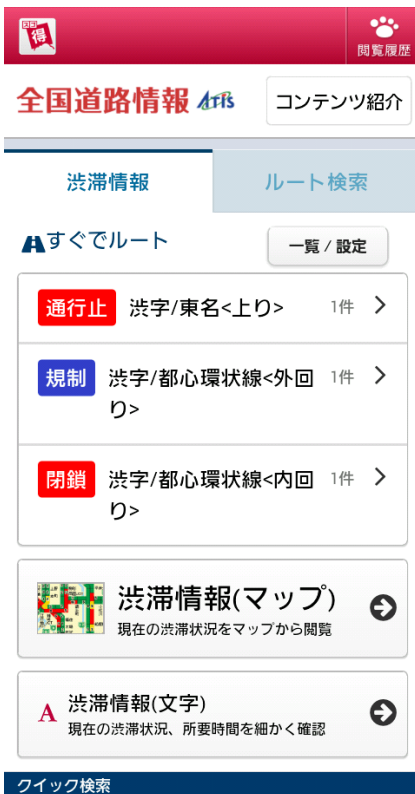 スゴ得
閲覧履歴
全国道路情報 ATIS
コンテンツ紹介
渋滞情報
ルート検索
すぐでルート
一覧 / 設定
通行止 渋字/東名<上り> 1件
規制 渋字/都心環状線<外回 1件
り>
閉鎖 渋字/都心環状線<内回 1件
り>
渋滞情報(マップ)
現在の渋滞状況をマップから閲覧
A 渋滞情報(文字)
現在の渋滞状況、所要時間を細かく確認
クイック検索